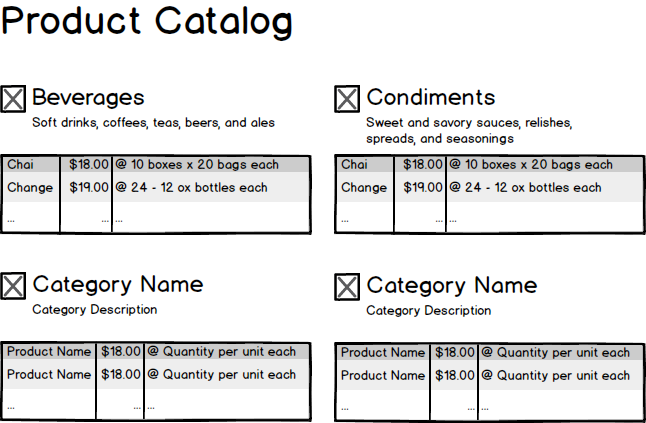 Product Catalog
Beverages
Soft drinks, coffees, teas, beers, and ales
Chai $18.00 @ 10 boxes x 20 bags each
Change $19.00 @ 24 - 12 ox bottles each
... ... ...
Condiments
Sweet and savory sauces, relishes,
spreads, and seasonings
Chai $18.00 @ 10 boxes x 20 bags each
Change $19.00 @ 24 - 12 ox bottles each
... ... ...
Category Name
Category Description
Product Name $18.00 @ Quantity per unit each
Product Name $18.00 @ Quantity per unit each
... ... ...
Category Name
Category Description
Product Name $18.00 @ Quantity per unit each
Product Name $18.00 @ Quantity per unit each
... ... ...